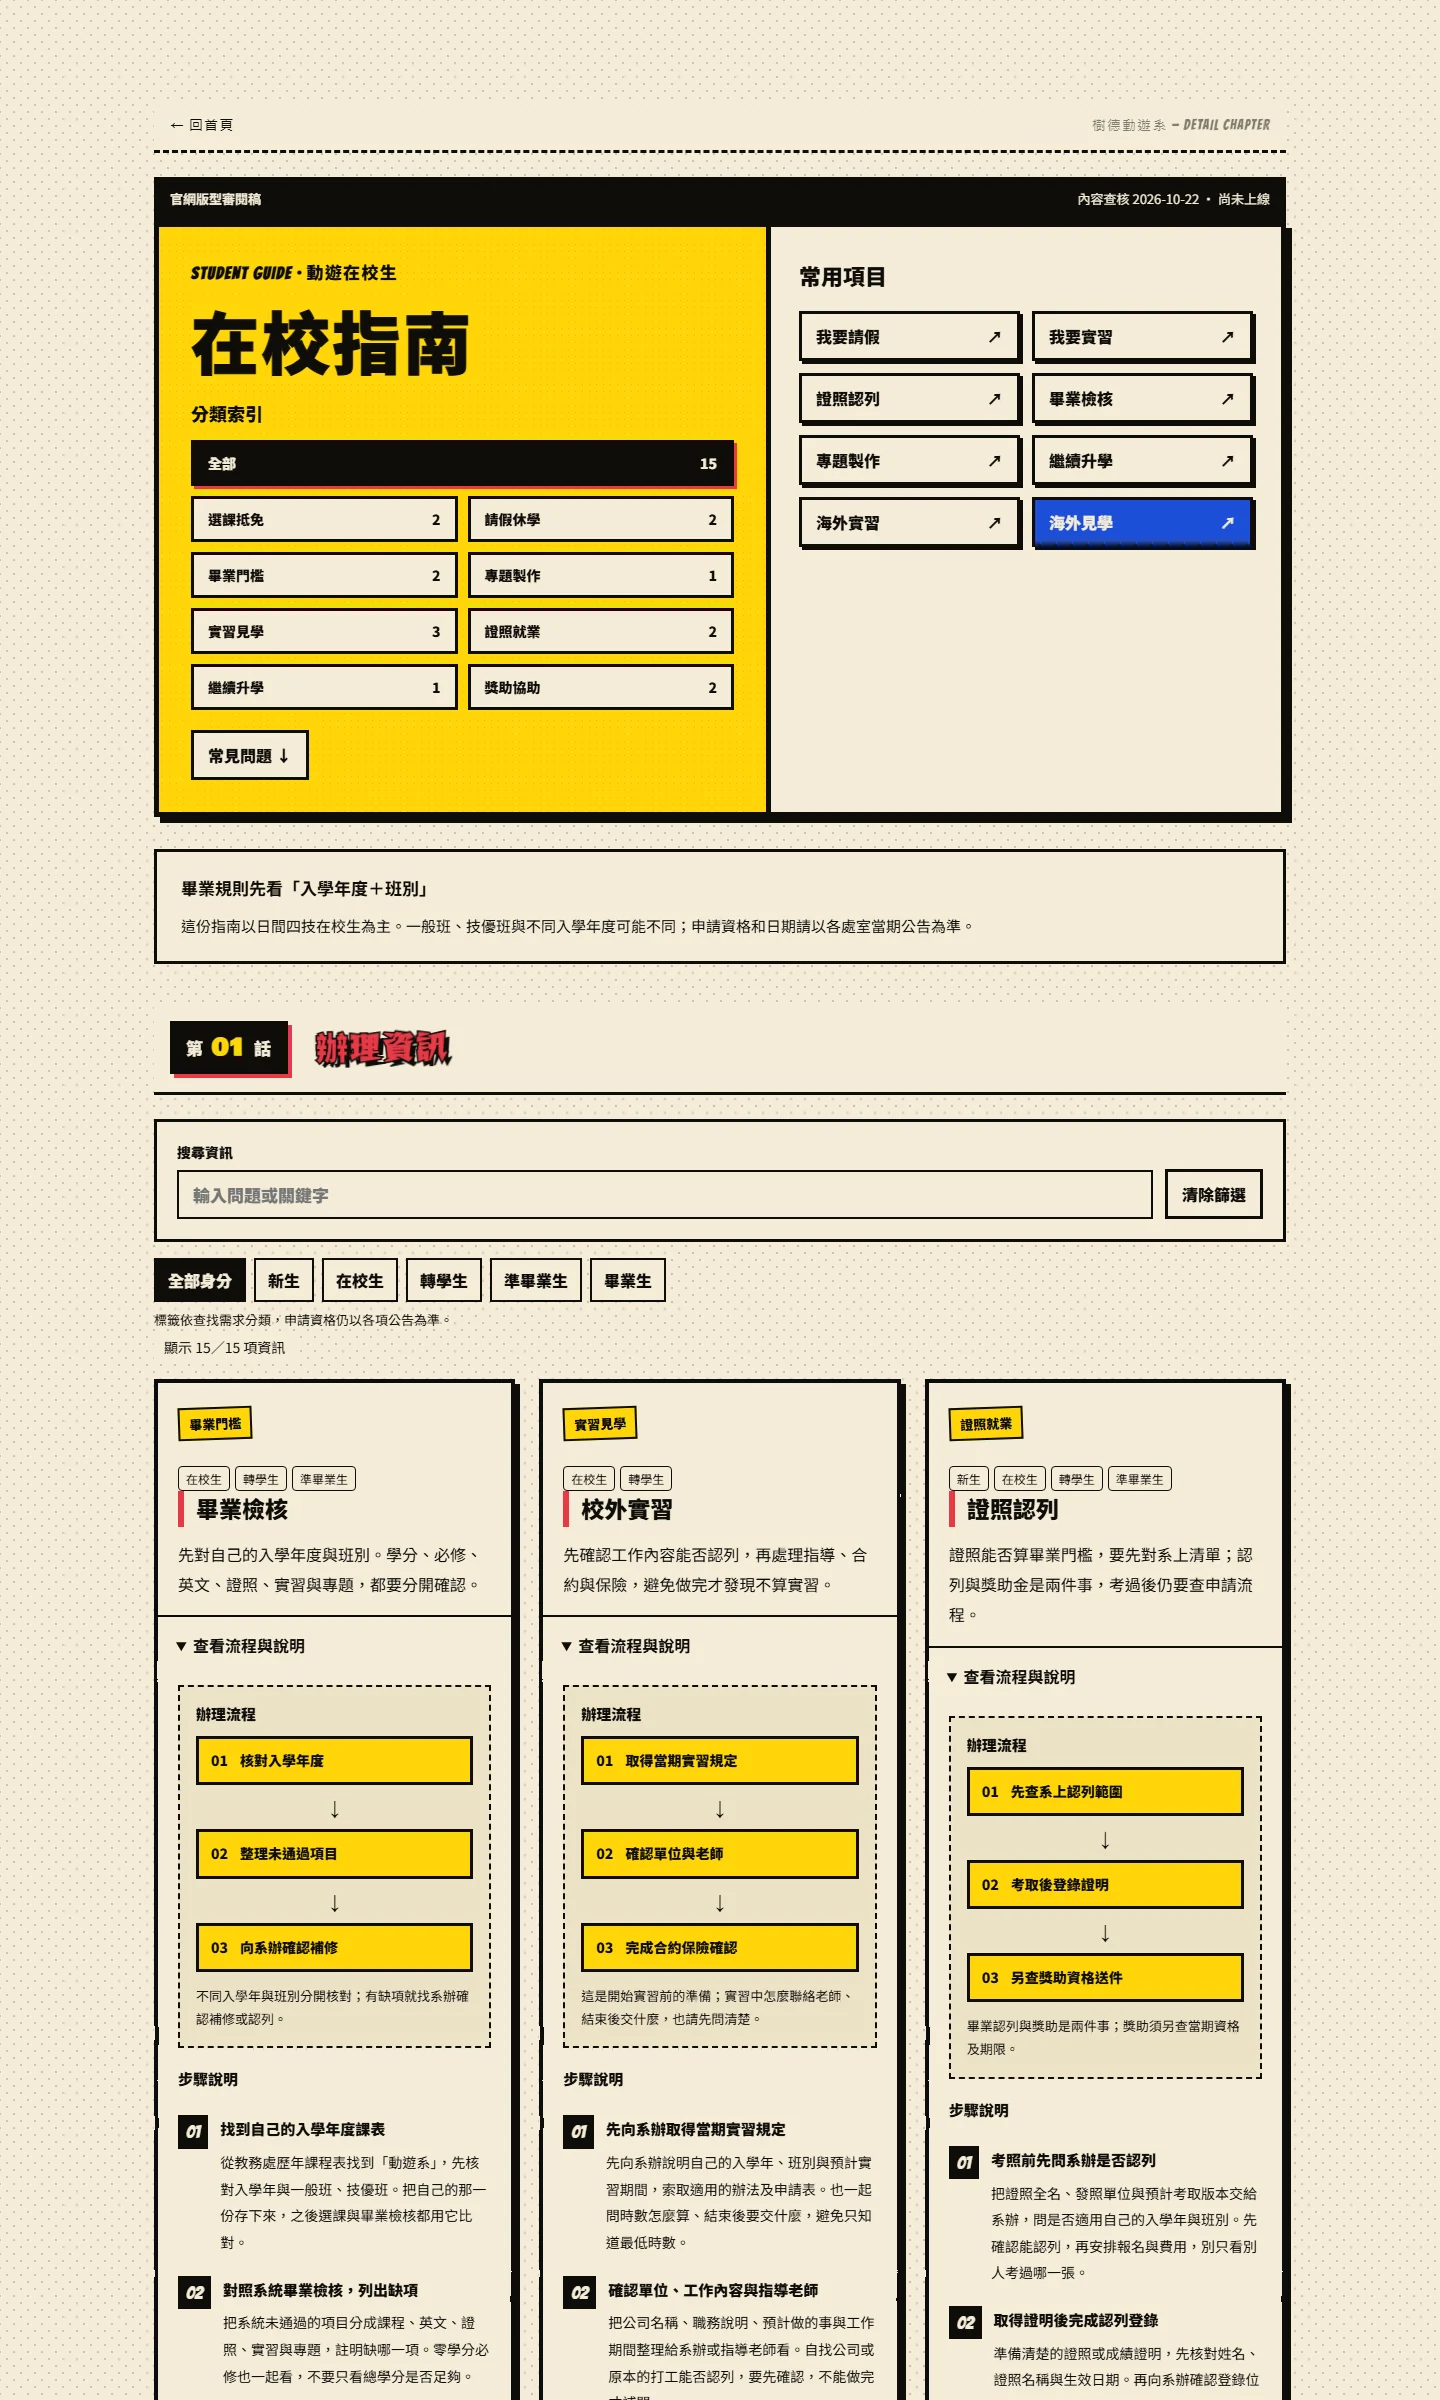 ← 回首頁
樹德動遊系 — DETAIL CHAPTER
官網版型審閱稿
內容查核 2026-10-22 · 尚未上線
STUDENT GUIDE · 動遊在校生
在校指南
分類索引
全部 15
選課抵免 2
請假休學 2
畢業門檻 2
專題製作 1
實習見學 3
證照就業 2
繼續升學 1
獎助協助 2
常見問題 ↓
常用項目
我要請假 ↗
我要實習 ↗
證照認列 ↗
畢業檢核 ↗
專題製作 ↗
繼續升學 ↗
海外實習 ↗
海外見學 ↗
畢業規則先看「入學年度＋班別」
這份指南以日間四技在校生為主。一般班、技優班與不同入學年度可能不同；申請資格和日期請以各處室當期公告為準。
第 01 話
辦理資訊
搜尋資訊
輸入問題或關鍵字
清除篩選
全部身分
新生
在校生
轉學生
準畢業生
畢業生
標籤依查找需求分類，申請資格仍以各項公告為準。
顯示 15／15 項資訊
畢業門檻
在校生 轉學生 準畢業生
畢業檢核
先對自己的入學年度與班別。學分、必修、
英文、證照、實習與專題，都要分開確認。
▼ 查看流程與說明
辦理流程
01 核對入學年度
↓
02 整理未通過項目
↓
03 向系辦確認補修
不同入學年與班別分開核對；有缺項就找系辦確
認補修或認列。
步驟說明
01 找到自己的入學年度課表
從教務處歷年課程表找到「動遊系」，先核
對入學年與一般班、技優班。把自己的那一
份存下來，之後選課與畢業檢核都用它比
對。
02 對照系統畢業檢核，列出缺項
把系統未通過的項目分成課程、英文、證
照、實習與專題，註明缺哪一項。零學分必
修也一起看，不要只看總學分是否足夠。
實習見學
在校生 轉學生
校外實習
先確認工作內容能否認列，再處理指導、合
約與保險，避免做完才發現不算實習。
▼ 查看流程與說明
辦理流程
01 取得當期實習規定
↓
02 確認單位與老師
↓
03 完成合約保險確認
這是開始實習前的準備；實習中怎麼聯絡老師、
結束後交什麼，也請先問清楚。
步驟說明
01 先向系辦取得當期實習規定
先向系辦說明自己的入學年、班別與預計實
習期間，索取適用的辦法及申請表。也一起
問時數怎麼算、結束後要交什麼，避免只知
道最低時數。
02 確認單位、工作內容與指導老師
把公司名稱、職務說明、預計做的事與工作
期間整理給系辦或指導老師看。自找公司或
原本的打工能否認列，要先確認，不能做完
證照就業
新生 在校生 轉學生 準畢業生
證照認列
證照能否算畢業門檻，要先對系上清單；認
列與獎助金是兩件事，考過後仍要查申請流
程。
▼ 查看流程與說明
辦理流程
01 先查系上認列範圍
↓
02 考取後登錄證明
↓
03 另查獎助資格送件
畢業認列與獎助是兩件事；獎助須另查當期資格
及期限。
步驟說明
01 考照前先問系辦是否認列
把證照全名、發照單位與預計考取版本交給
系辦，問是否適用自己的入學年與班別。先
確認能認列，再安排報名與費用，別只看別
人考過哪一張。
02 取得證明後完成認列登錄
準備清楚的證照或成績證明，先核對姓名、
證照名稱與生效日期。再向系辦確認登錄位